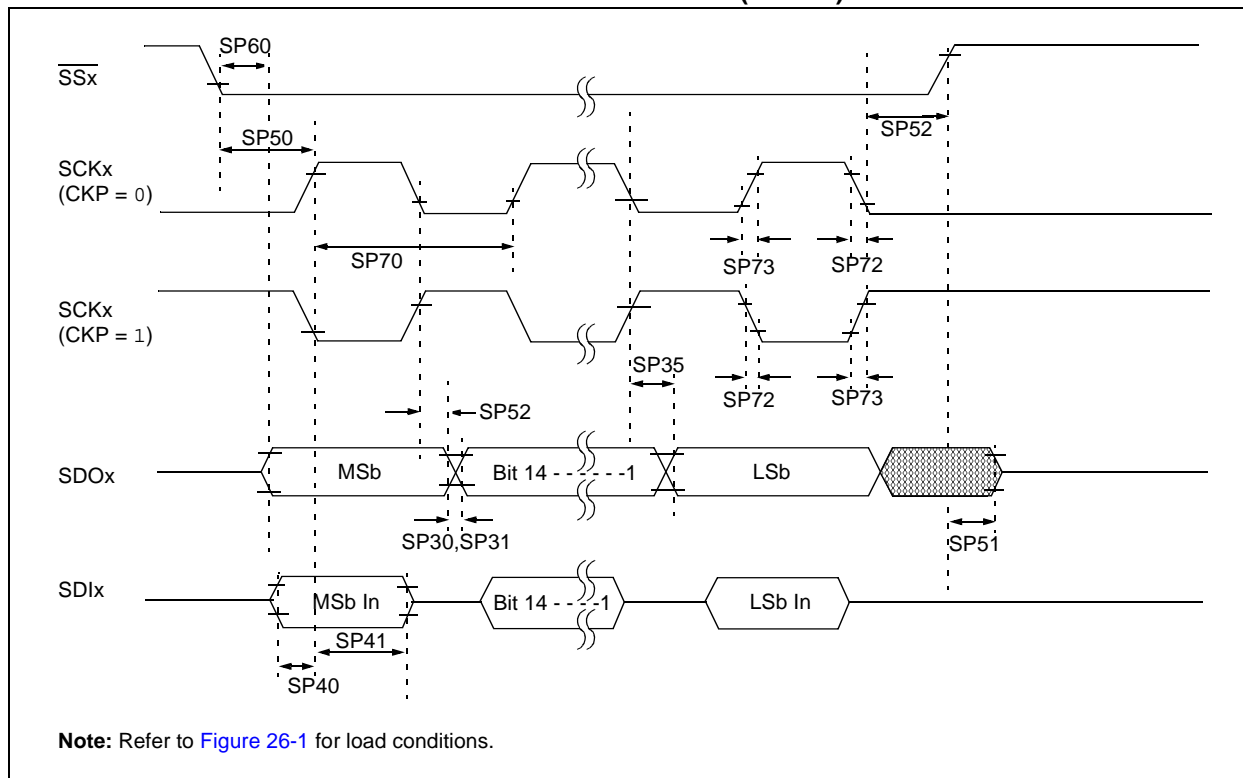 SP60
SSx
SP50
SP52
SCKx
(CKP = 0)
SP70
SP73
SP72
SCKx
(CKP = 1)
SP35
SP72
SP73
SP52
SDOx
MSb
Bit 14 - - - - - -1
LSb
SP30,SP31
SP51
SDIx
MSb In
Bit 14 - - - -1
LSb In
SP41
SP40
Note: Refer to Figure 26-1 for load conditions.